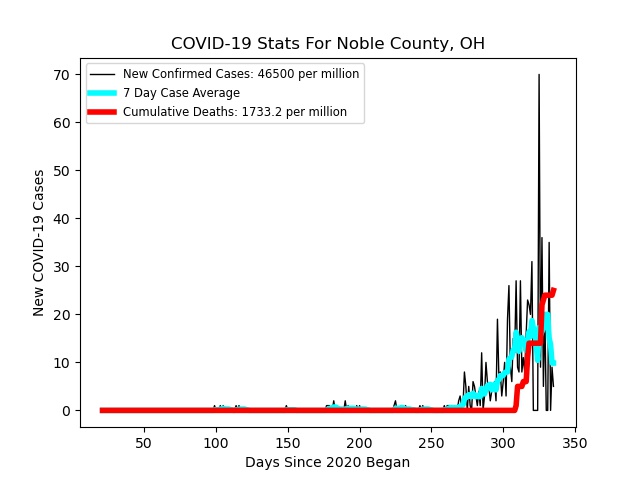 COVID-19 Stats For Noble County, OH
New Confirmed Cases: 46500 per million
7 Day Case Average
Cumulative Deaths: 1733.2 per million
New COVID-19 Cases
70
60
50
40
30
20
10
0
50
100
150
200
250
300
350
Days Since 2020 Began